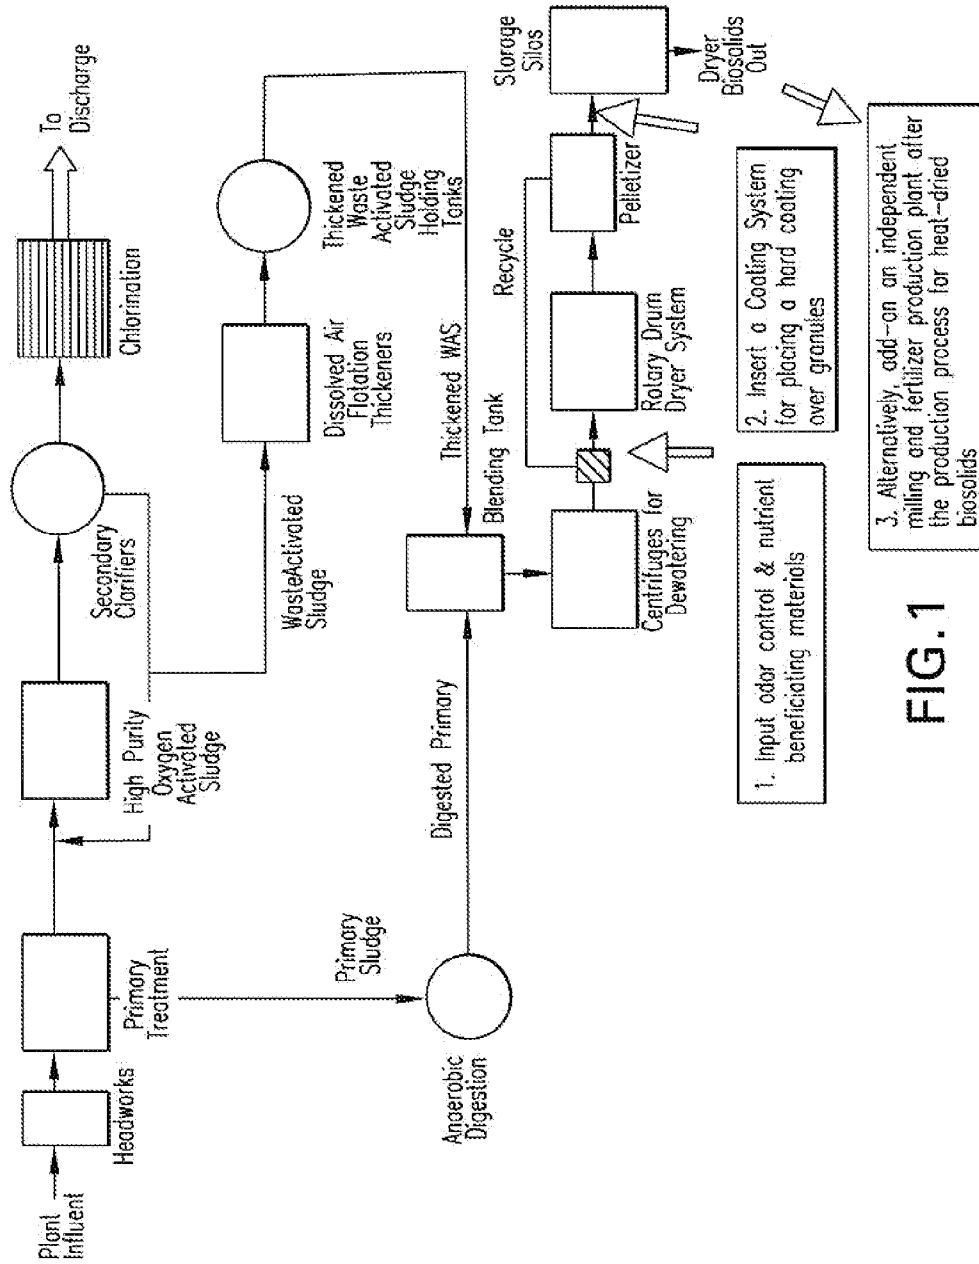 Plant
Influent
Headworks
Primary
Treatment
High Purity
Oxygen
Activated
Sludge
Secondary
Clarifiers
Chlorination
To
Discharge
Primary
Sludge
WasteActivated
Sludge
Dissolved Air
Flotation
Thickeners
Thickened
Waste
Activated
Sludge
Holding
Tanks
Anaerobic
Digestion
Digested Primary
Thickened WAS
Blending Tank
Recycle
Centrifuges for
Dewatering
Rotary Drum
Dryer System
Pelletizer
Storage
Silos
Dryer
Biosolids
Out
1. Input odor control & nutrient
beneficiating materials
2. Insert a Coating System
for placing a hard coating
over granules
3. Alternatively, add-on an independent
milling and fertilizer production plant after
the production process for heat-dried
biosolids
FIG.1